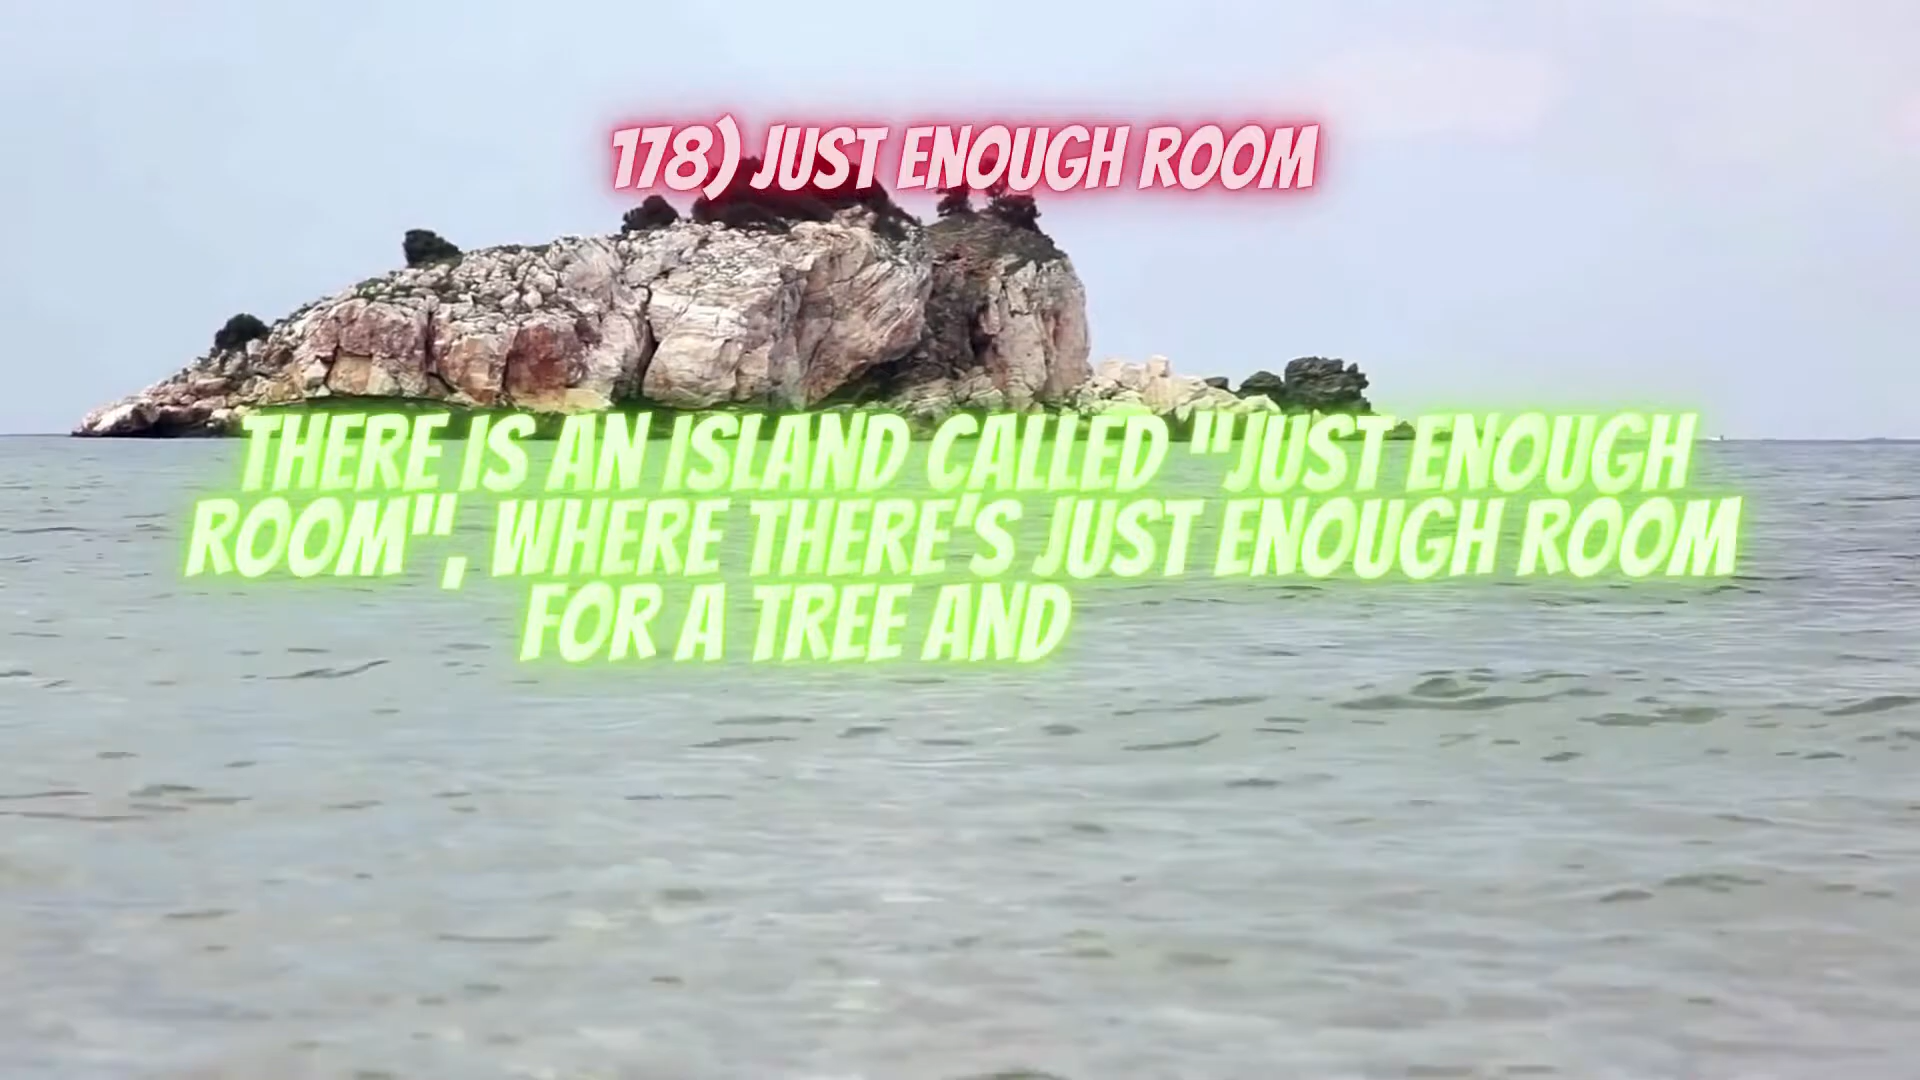 178) JUST ENOUGH ROOM
THERE IS AN ISLAND CALLED "JUST ENOUGH
ROOM", WHERE THERE'S JUST ENOUGH ROOM
FOR A TREE AND